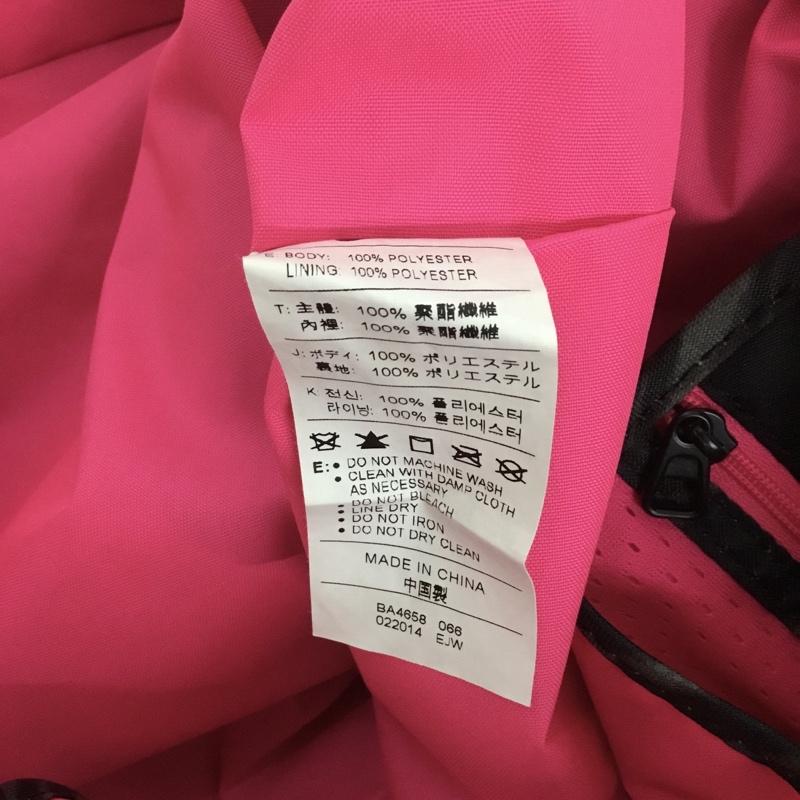 E: BODY: 100% POLYESTER
LINING: 100% POLYESTER
T: 主體: 100% 聚酯纖維
內裡: 100% 聚酯纖維
J: ボディ: 100% ポリエステル
裏地: 100% ポリエステル
K: 전신: 100% 폴리에스터
라이닝: 100% 폴리에스터
E: • DO NOT MACHINE WASH
• CLEAN WITH DAMP CLOTH
AS NECESSARY
• DO NOT BLEACH
• LINE DRY
• DO NOT IRON
• DO NOT DRY CLEAN
MADE IN CHINA
中国製
BA4658 066
022014 EJW